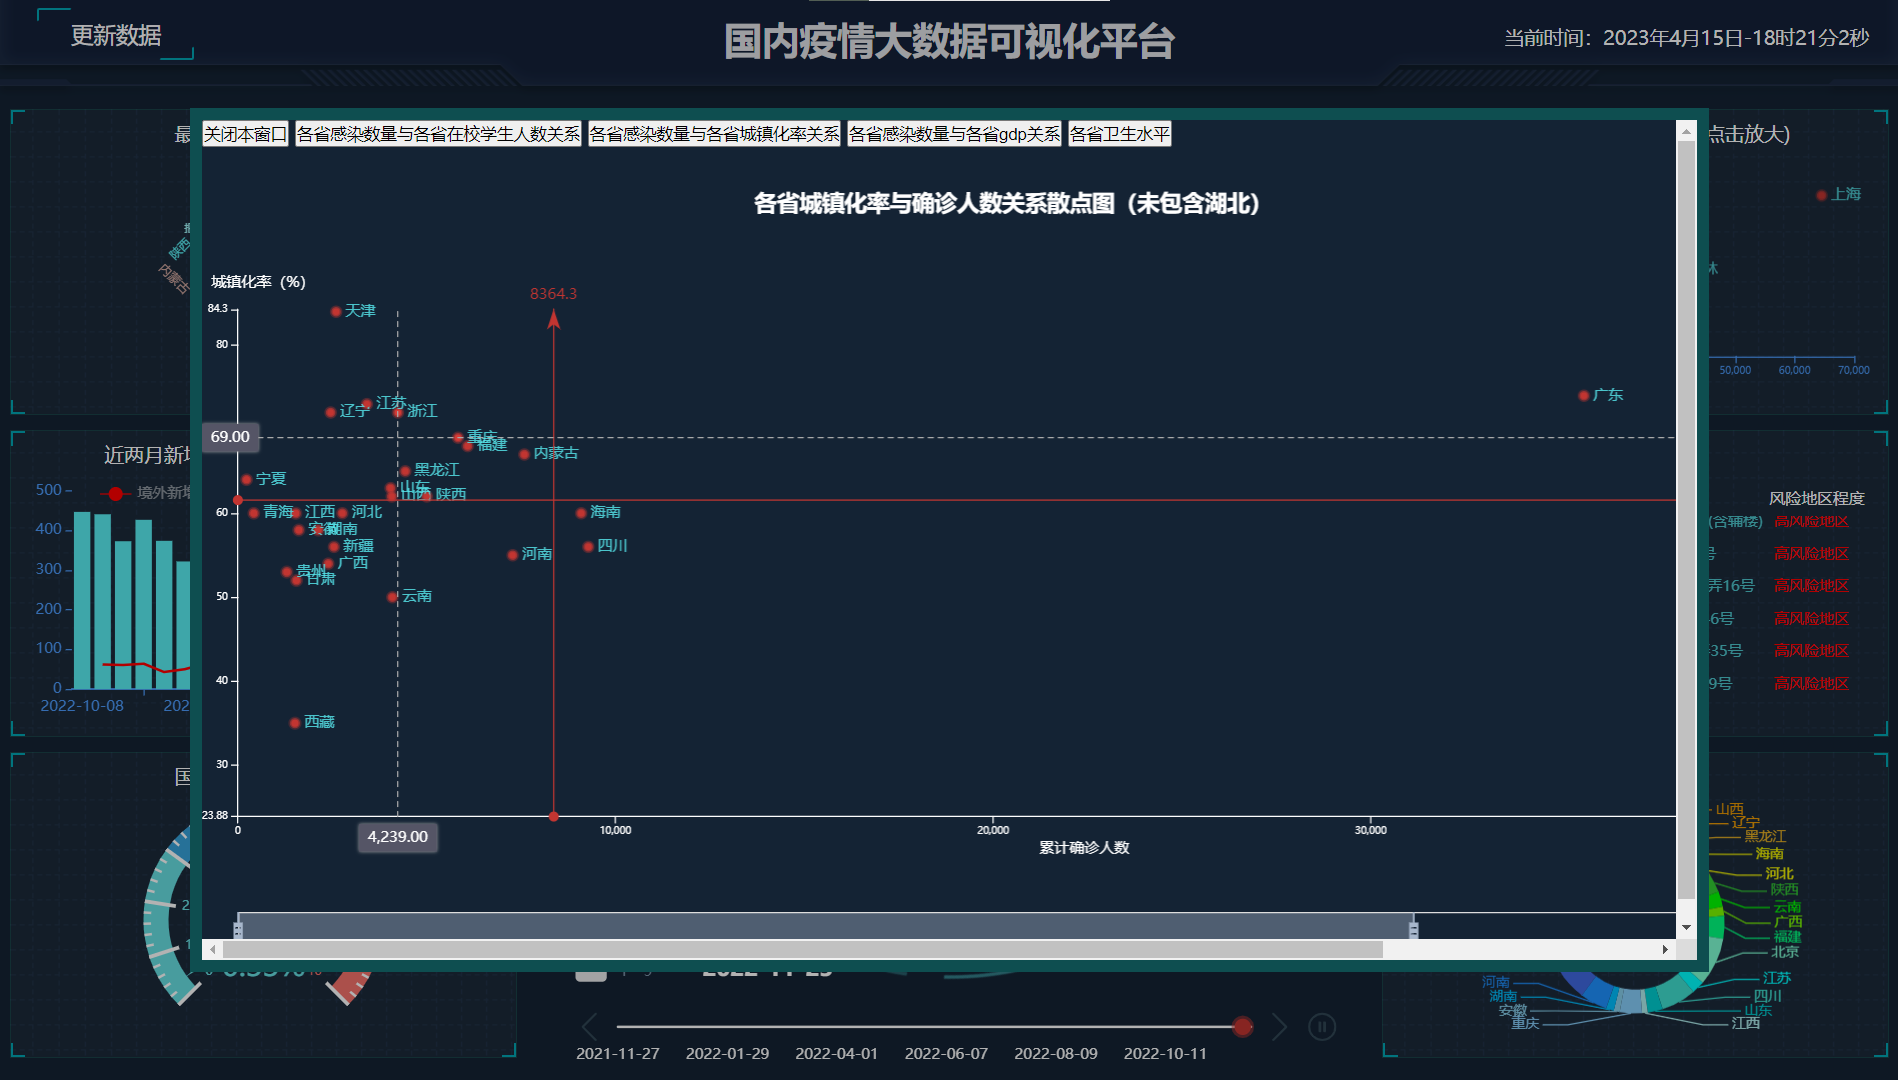 更新数据
国内疫情大数据可视化平台
当前时间：2023年4月15日-18时21分2秒
关闭本窗口
各省感染数量与各省在校学生人数关系
各省感染数量与各省城镇化率关系
各省感染数量与各省gdp关系
各省卫生水平
最
点击放大)
各省城镇化率与确诊人数关系散点图（未包含湖北）
上海
陕西
内蒙古
城镇化率（%）
8364.3
84.3
80
60
50
40
30
23.88
天津
辽宁
江苏
浙江
广东
69.00
重庆
福建
内蒙古
黑龙江
宁夏
山东
山西
陕西
青海
江西
河北
海南
安徽
湖南
新疆
四川
河南
广西
贵州
甘肃
云南
西藏
0
4,239.00
10,000
20,000
30,000
累计确诊人数
50,000
60,000
70,000
近两月新增
境外新增
500
400
300
200
100
0
2022-10-08
202
风险地区程度
(含辅楼) 高风险地区
号 高风险地区
弄16号 高风险地区
6号 高风险地区
35号 高风险地区
9号 高风险地区
国
2
1
2022-11-25
2021-11-27
2022-01-29
2022-04-01
2022-06-07
2022-08-09
2022-10-11
山西
辽宁
黑龙江
海南
河北
陕西
云南
广西
福建
北京
江苏
四川
山东
江西
河南
湖南
安徽
重庆